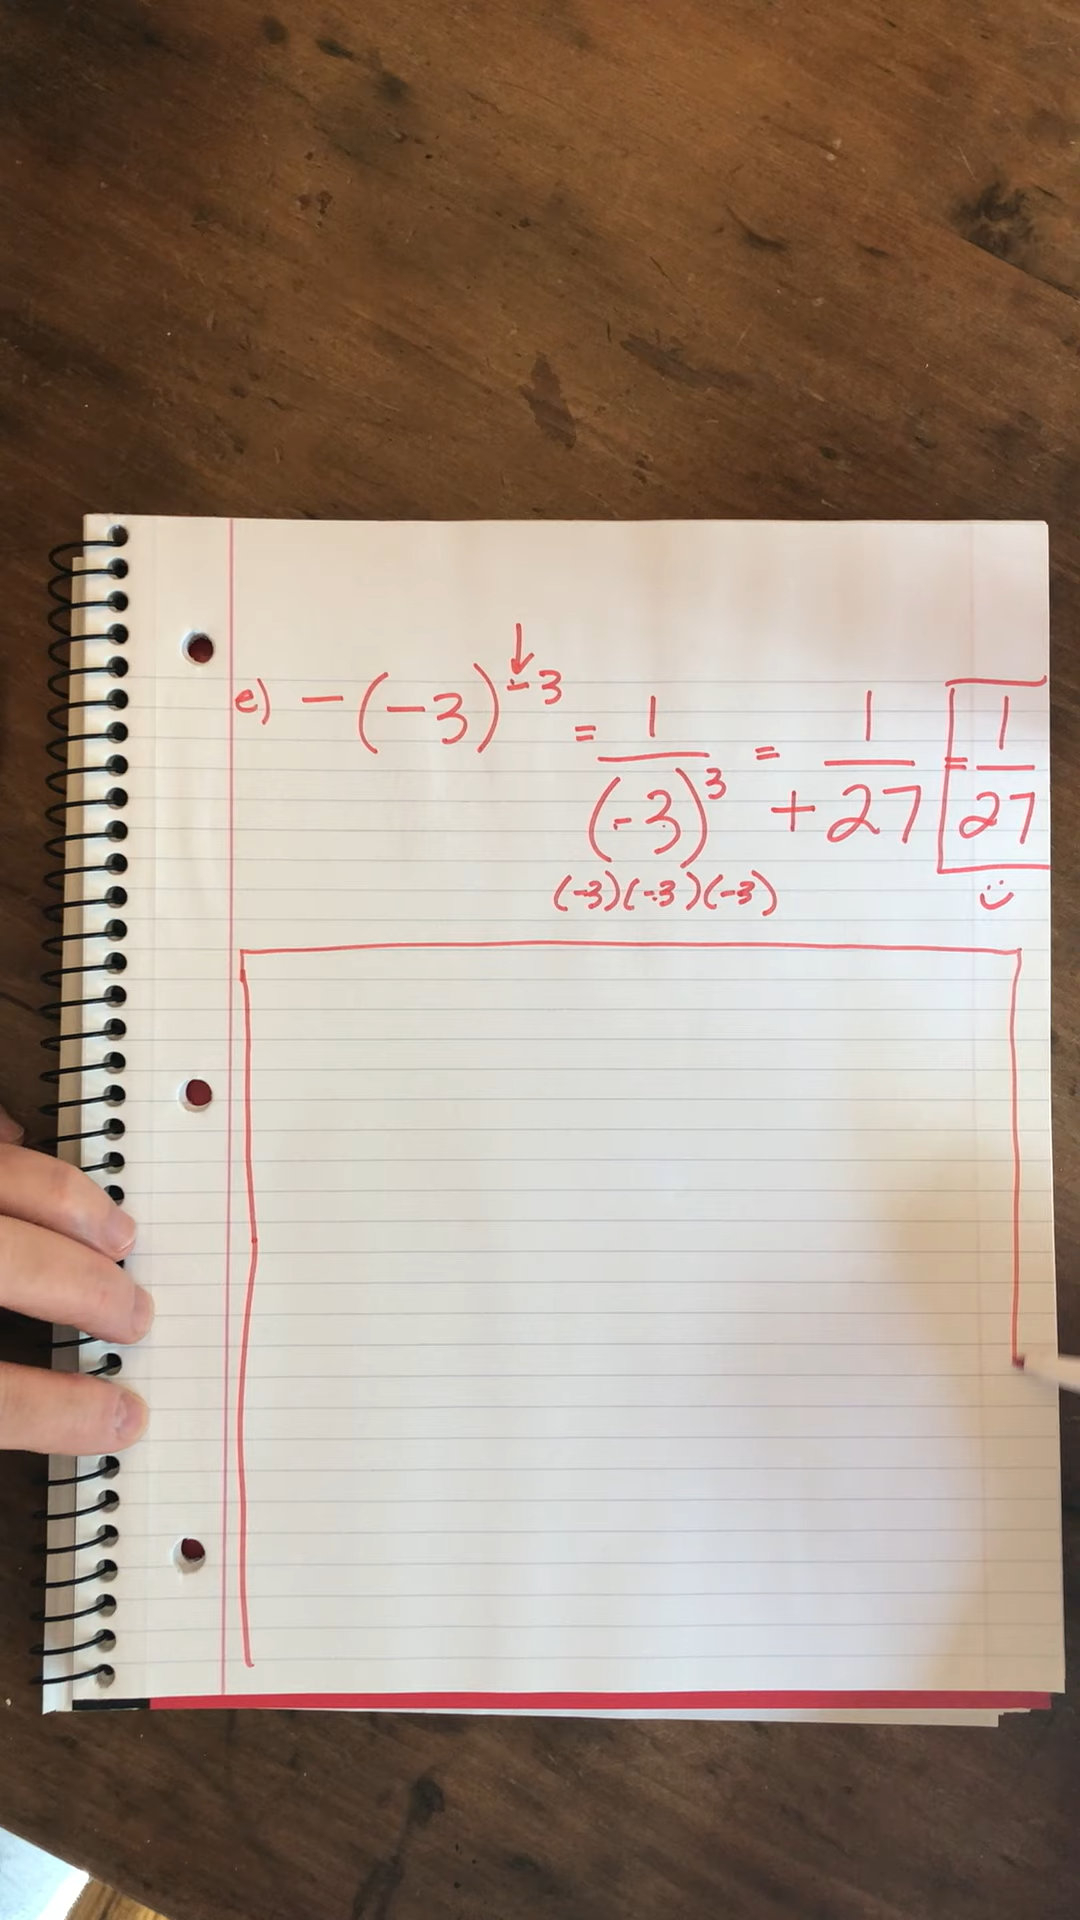 e) -(-3)^-3 = 1/(-3)^3 = 1/+27 = 1/27
(-3)(-3)(-3)